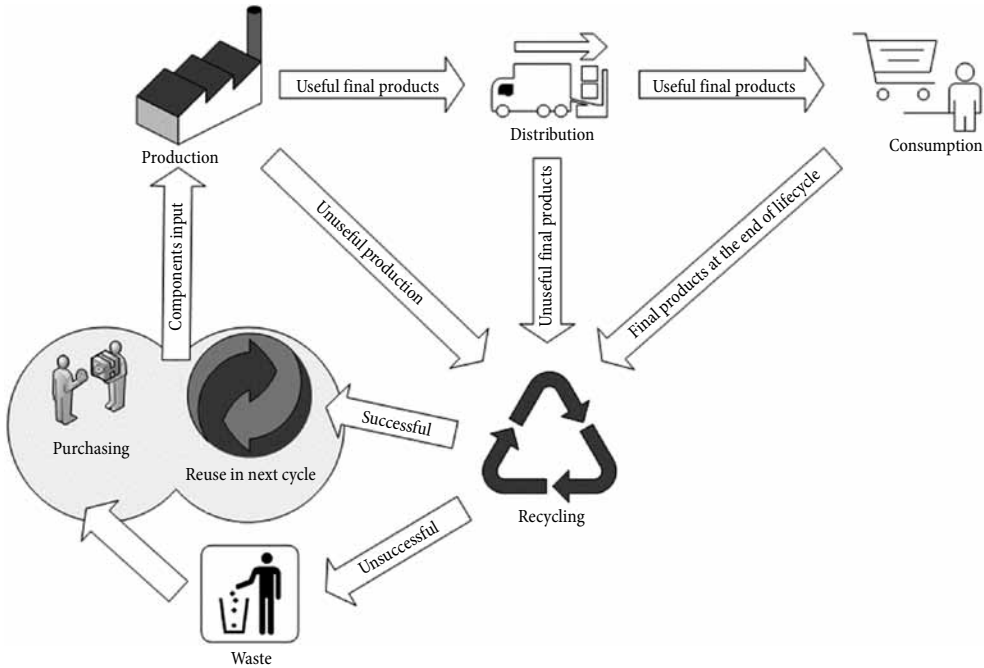 Useful final products
Useful final products
Distribution
Production
Consumption
Components input
Unuseful production
Unuseful final products
Final products at the end of lifecycle
Successful
Purchasing
Reuse in next cycle
Recycling
Unsuccessful
Waste